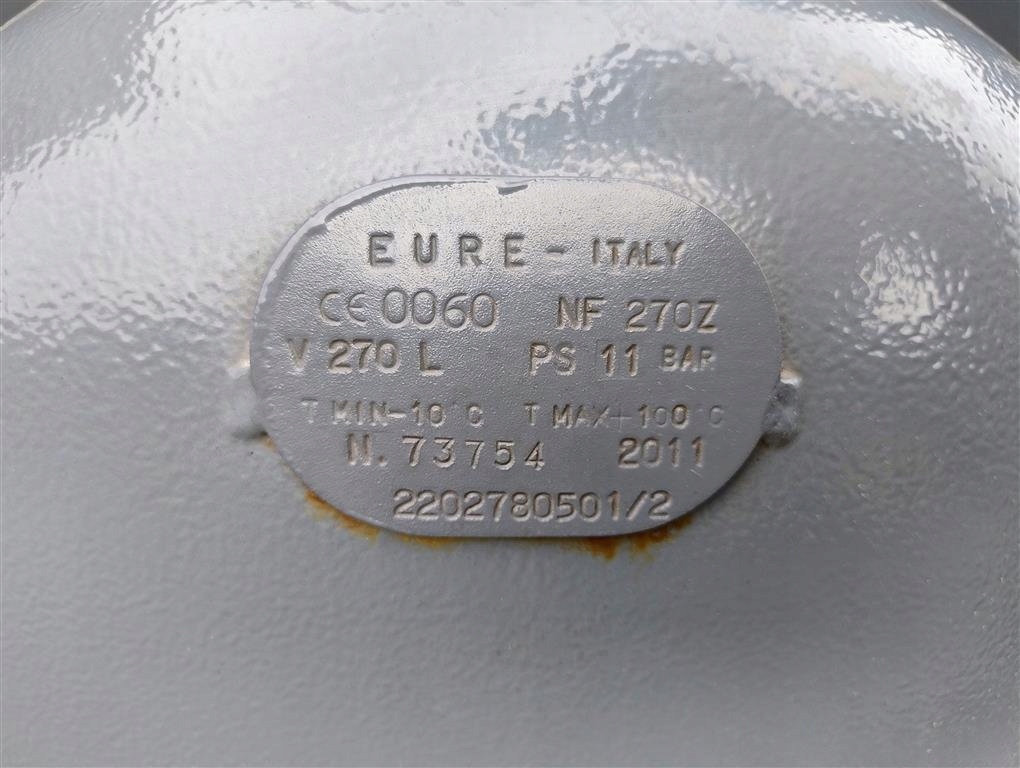 EURE - ITALY
CE 0060 NF 270Z
V 270 L PS 11 BAR
T MIN-10°C T MAX+100°C
N. 73754 2011
2202780501/2